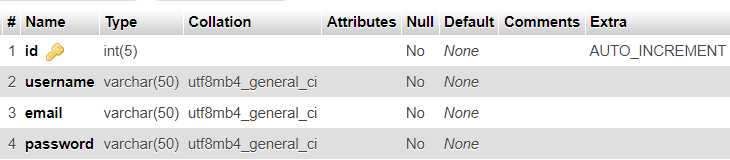 # Name Type Collation Attributes Null Default Comments Extra
1 id int(5) No None AUTO_INCREMENT
2 username varchar(50) utf8mb4_general_ci No None
3 email varchar(50) utf8mb4_general_ci No None
4 password varchar(50) utf8mb4_general_ci No None